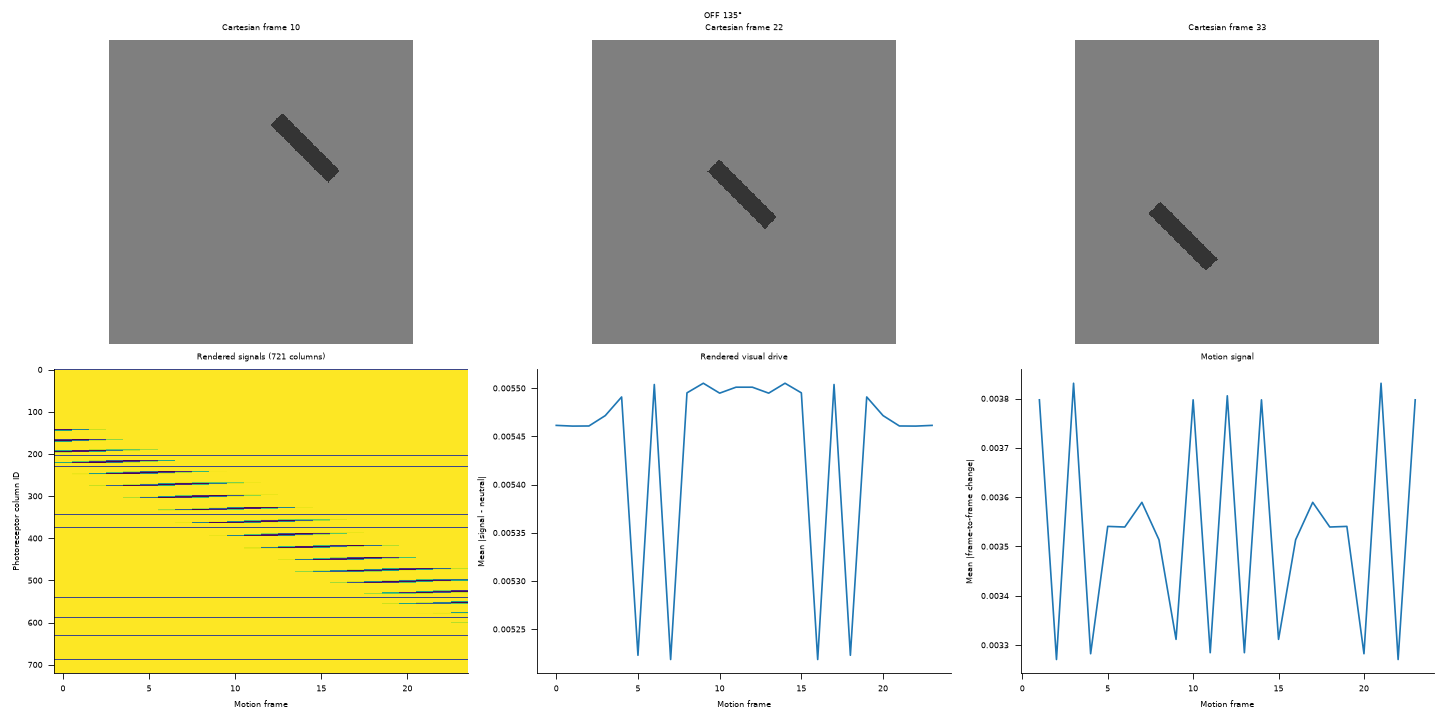 OFF 135°
Cartesian frame 10
Cartesian frame 22
Cartesian frame 33
Rendered signals (721 columns)
Photoreceptor column ID
0
100
200
300
400
500
600
700
0
5
10
15
20
Motion frame
Rendered visual drive
Mean |signal - neutral|
0.00550
0.00545
0.00540
0.00535
0.00530
0.00525
0
5
10
15
20
Motion frame
Motion signal
Mean |frame-to-frame change|
0.0038
0.0037
0.0036
0.0035
0.0034
0.0033
0
5
10
15
20
Motion frame